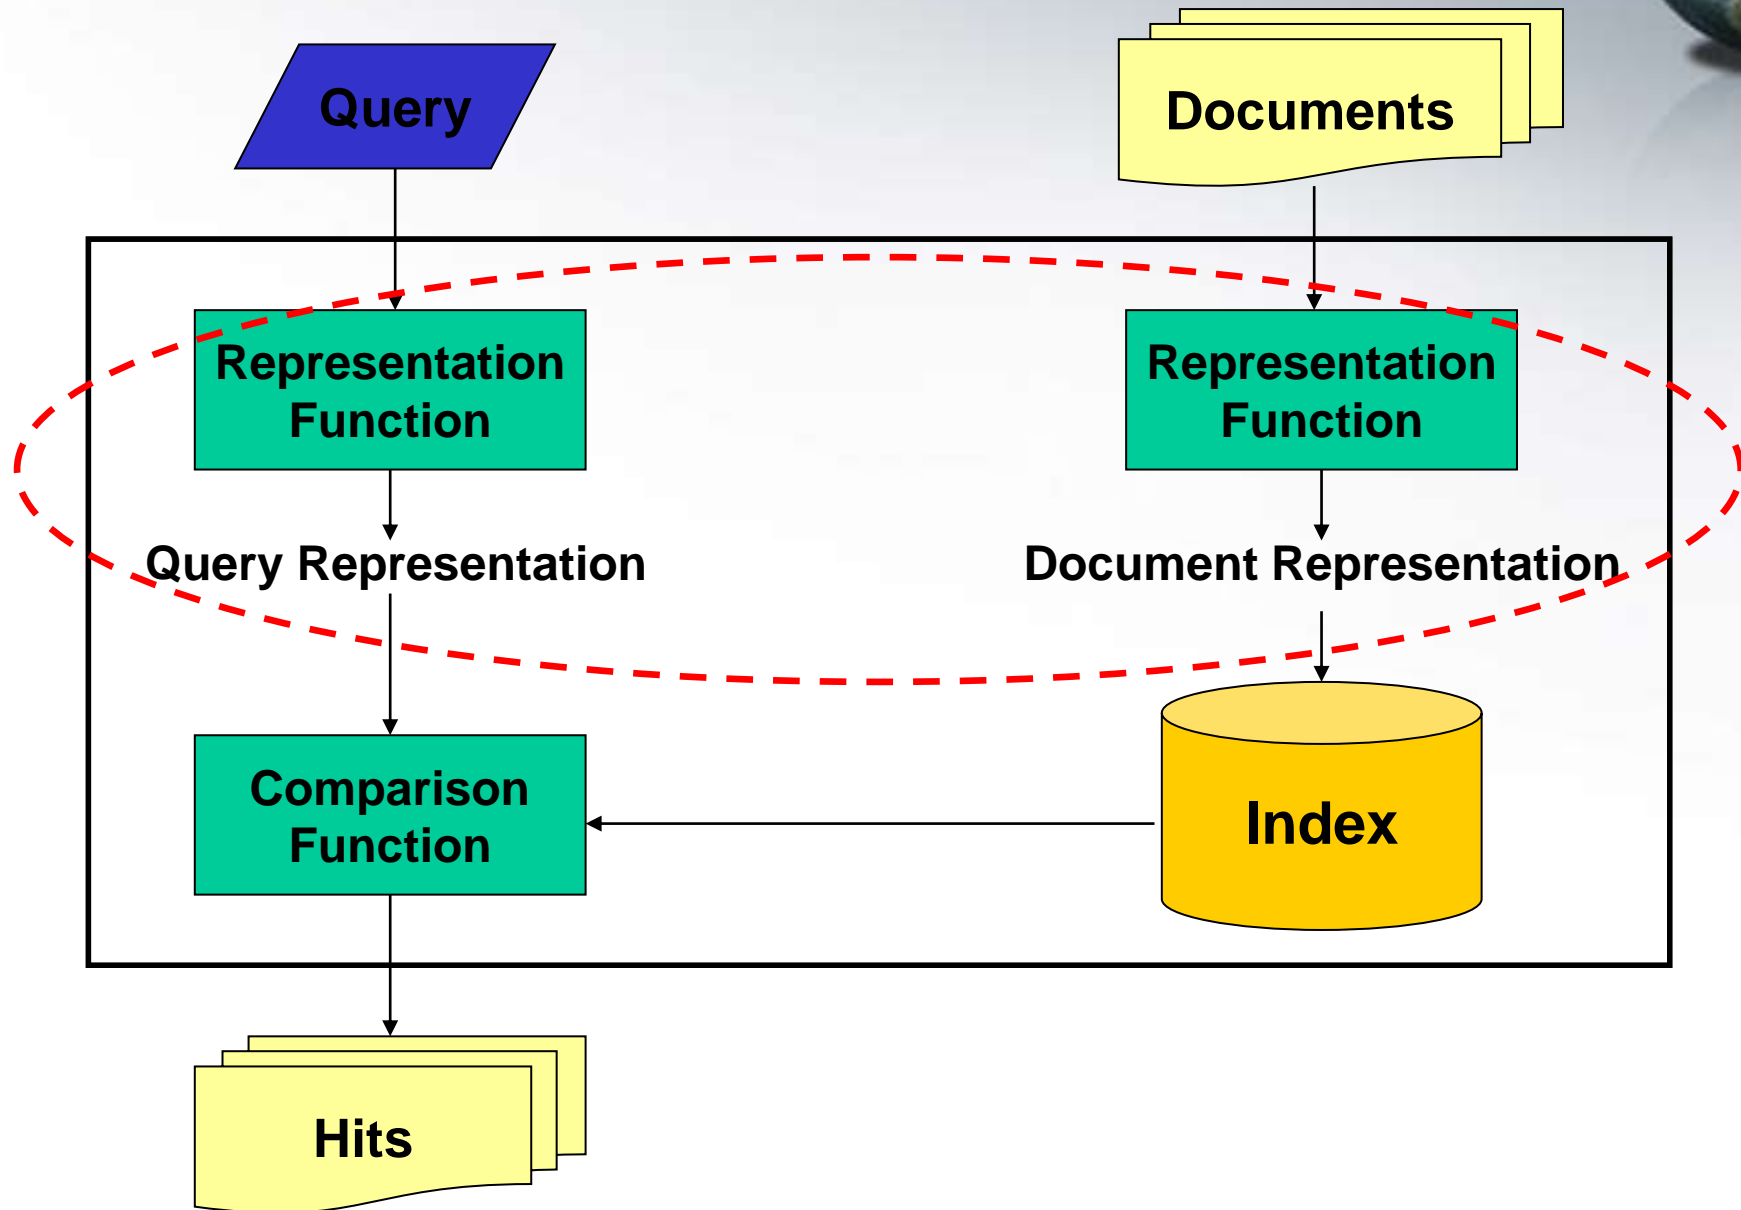 Query
Documents
Representation
Function
Representation
Function
Query Representation
Document Representation
Comparison
Function
Index
Hits